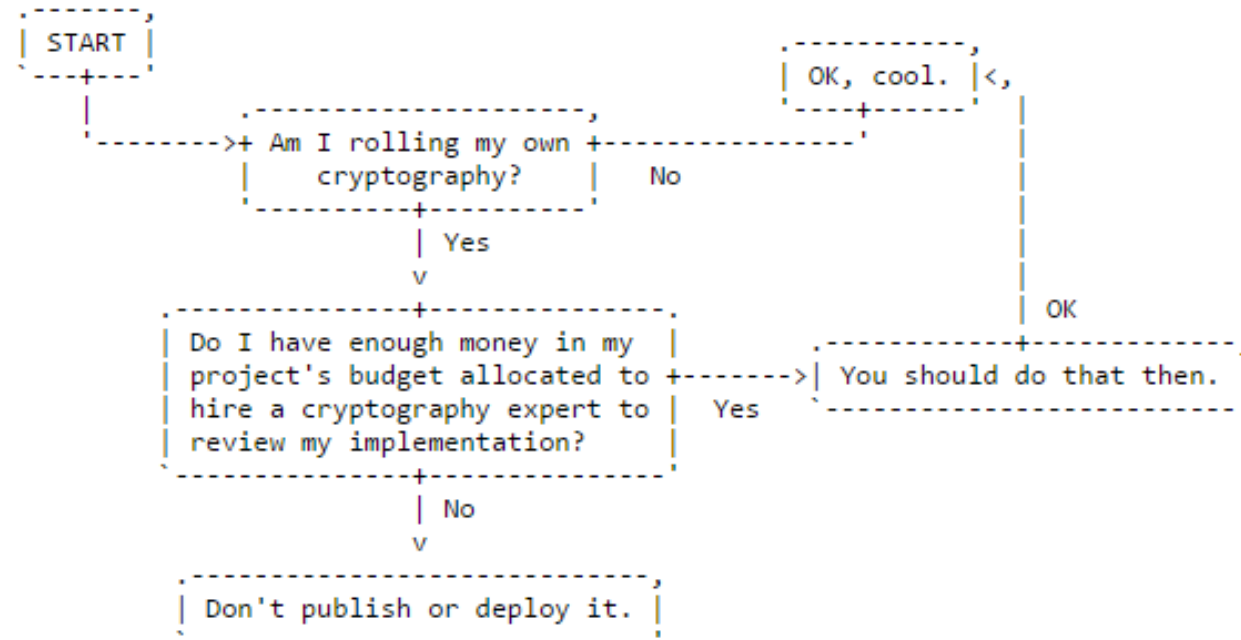 START
OK, cool.
Am I rolling my own
cryptography?
No
Yes
Do I have enough money in my
project's budget allocated to
hire a cryptography expert to
review my implementation?
Yes
You should do that then.
OK
No
Don't publish or deploy it.